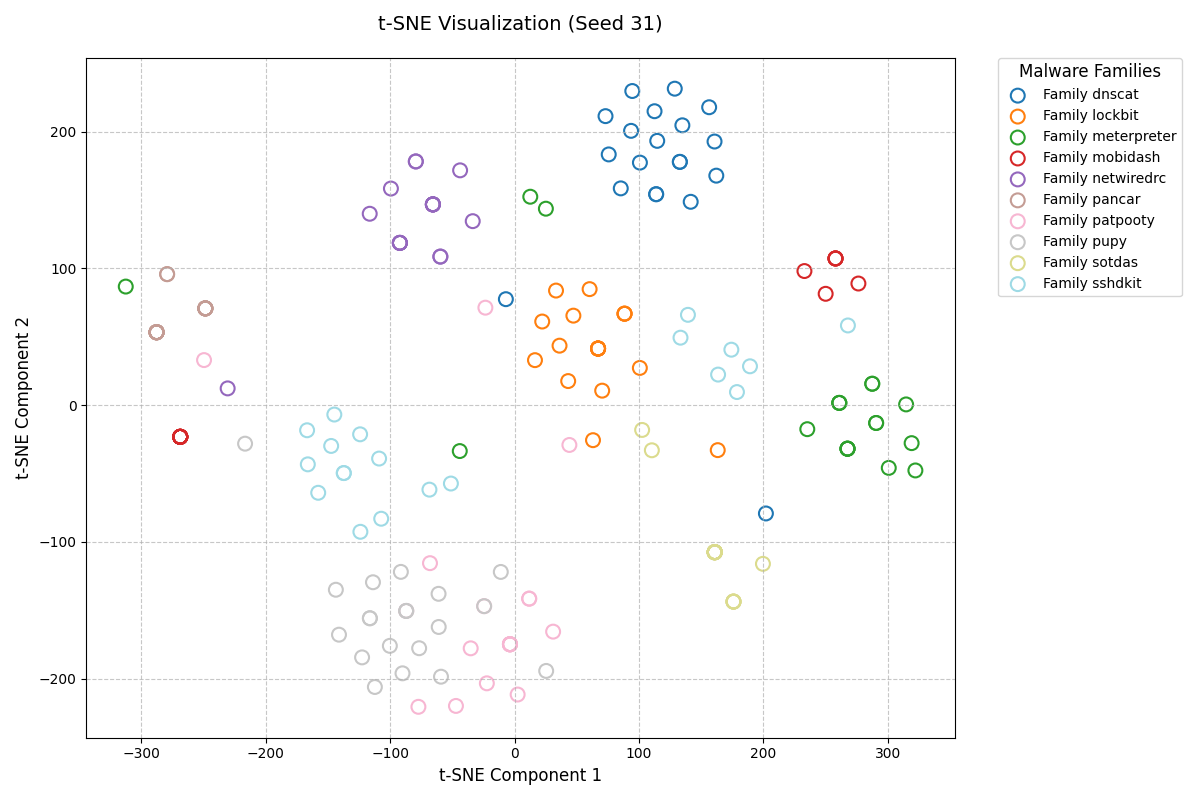 t-SNE Visualization (Seed 31)
Malware Families
Family dnscat
Family lockbit
Family meterpreter
Family mobidash
Family netwiredrc
Family pancar
Family patpooty
Family pupy
Family sotdas
Family sshdkit
t-SNE Component 2
200
100
0
−100
−200
−300
−200
−100
0
100
200
300
t-SNE Component 1